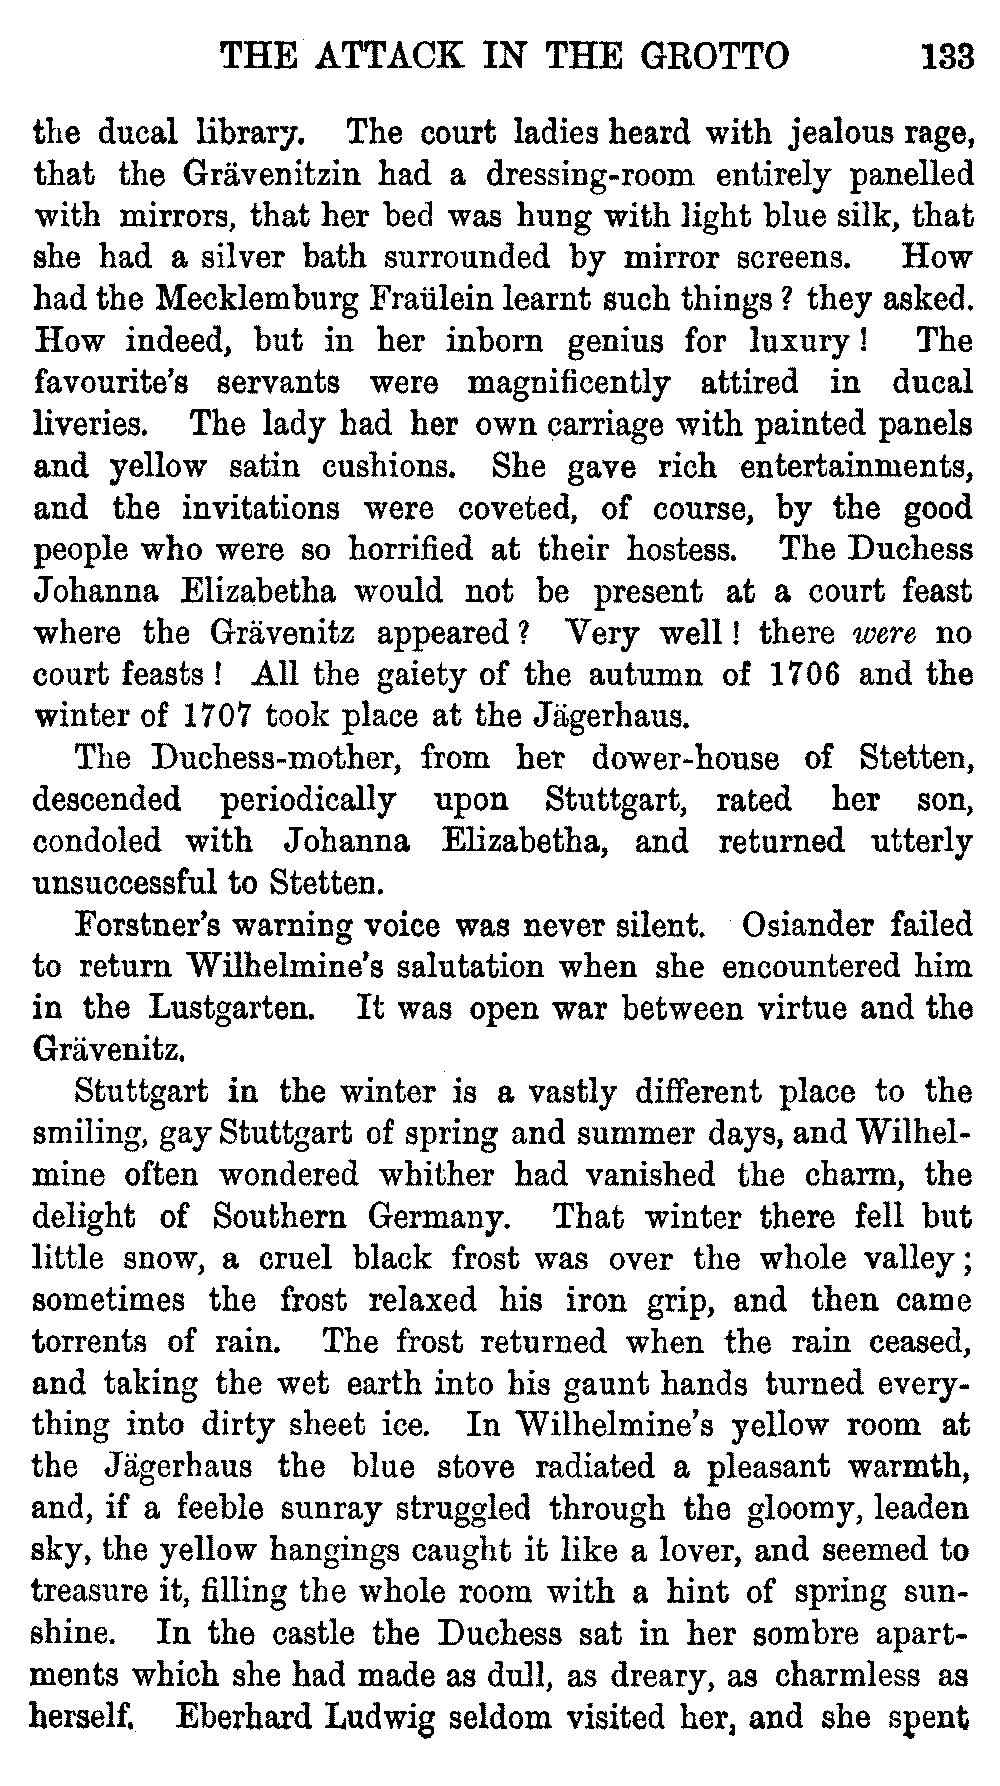 THE ATTACK IN THE GROTTO 133
the ducal library. The court ladies heard with jealous rage,
that the Grävenitzin had a dressing-room entirely panelled
with mirrors, that her bed was hung with light blue silk, that
she had a silver bath surrounded by mirror screens. How
had the Mecklemburg Fraülein learnt such things ? they asked.
How indeed, but in her inborn genius for luxury ! The
favourite's servants were magnificently attired in ducal
liveries. The lady had her own carriage with painted panels
and yellow satin cushions. She gave rich entertainments,
and the invitations were coveted, of course, by the good
people who were so horrified at their hostess. The Duchess
Johanna Elizabetha would not be present at a court feast
where the Grävenitz appeared ? Very well ! there were no
court feasts ! All the gaiety of the autumn of 1706 and the
winter of 1707 took place at the Jägerhaus.
The Duchess-mother, from her dower-house of Stetten,
descended periodically upon Stuttgart, rated her son,
condoled with Johanna Elizabetha, and returned utterly
unsuccessful to Stetten.
Forstner's warning voice was never silent. Osiander failed
to return Wilhelmine's salutation when she encountered him
in the Lustgarten. It was open war between virtue and the
Grävenitz.
Stuttgart in the winter is a vastly different place to the
smiling, gay Stuttgart of spring and summer days, and Wilhel-
mine often wondered whither had vanished the charm, the
delight of Southern Germany. That winter there fell but
little snow, a cruel black frost was over the whole valley ;
sometimes the frost relaxed his iron grip, and then came
torrents of rain. The frost returned when the rain ceased,
and taking the wet earth into his gaunt hands turned every-
thing into dirty sheet ice. In Wilhelmine's yellow room at
the Jägerhaus the blue stove radiated a pleasant warmth,
and, if a feeble sunray struggled through the gloomy, leaden
sky, the yellow hangings caught it like a lover, and seemed to
treasure it, filling the whole room with a hint of spring sun-
shine. In the castle the Duchess sat in her sombre apart-
ments which she had made as dull, as dreary, as charmless as
herself. Eberhard Ludwig seldom visited her, and she spent